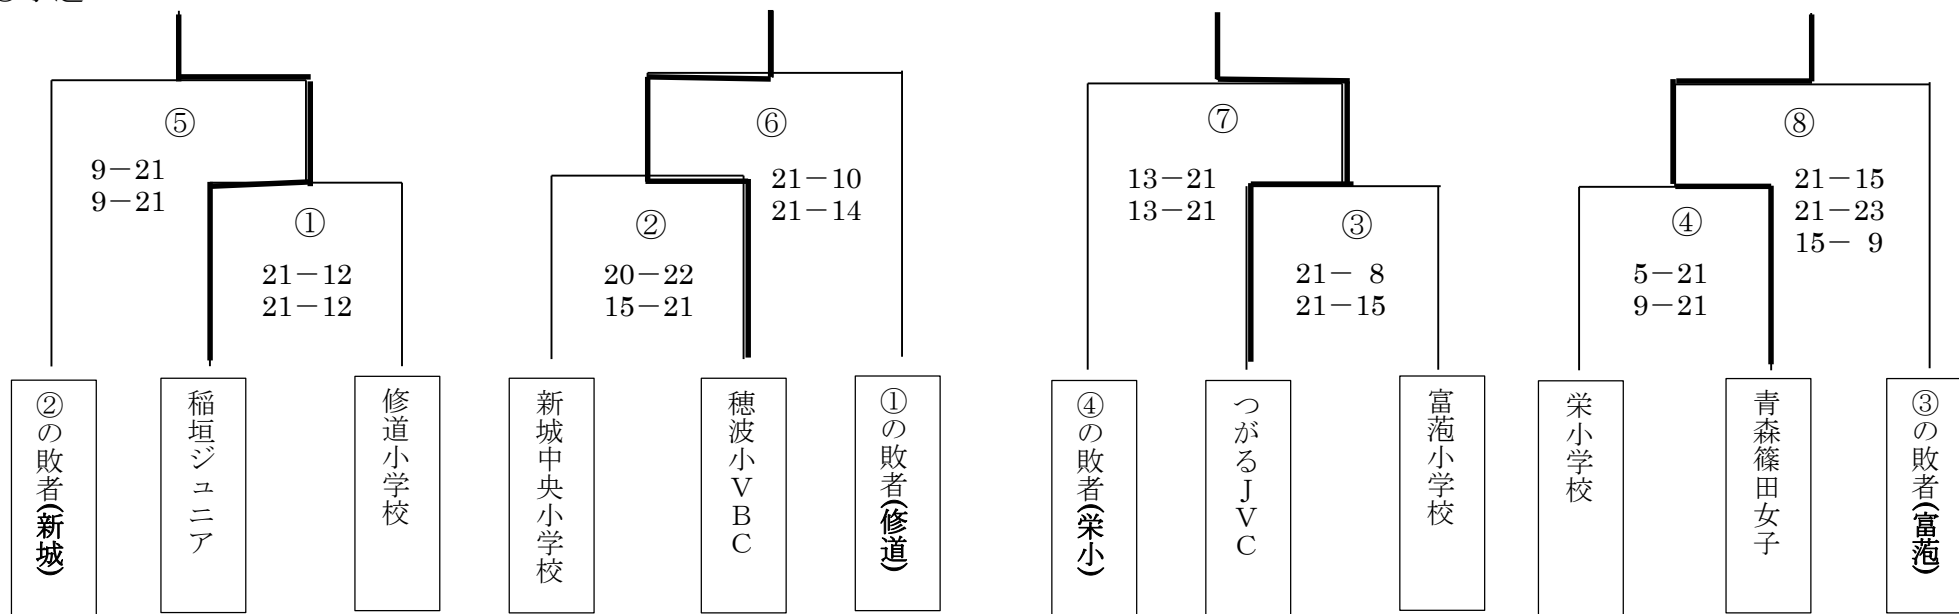 ⑤
9－21
9－21
①
21－12
21－12
②の敗者(新城)
稲垣ジュニア
修道小学校
⑥
21－10
21－14
②
20－22
15－21
新城中央小学校
穂波小VBC
①の敗者(修道)
⑦
13－21
13－21
③
21－ 8
21－15
④の敗者(栄小)
つがるJVC
富萢小学校
⑧
21－15
21－23
15－ 9
④
5－21
9－21
栄小学校
青森篠田女子
③の敗者(富萢)